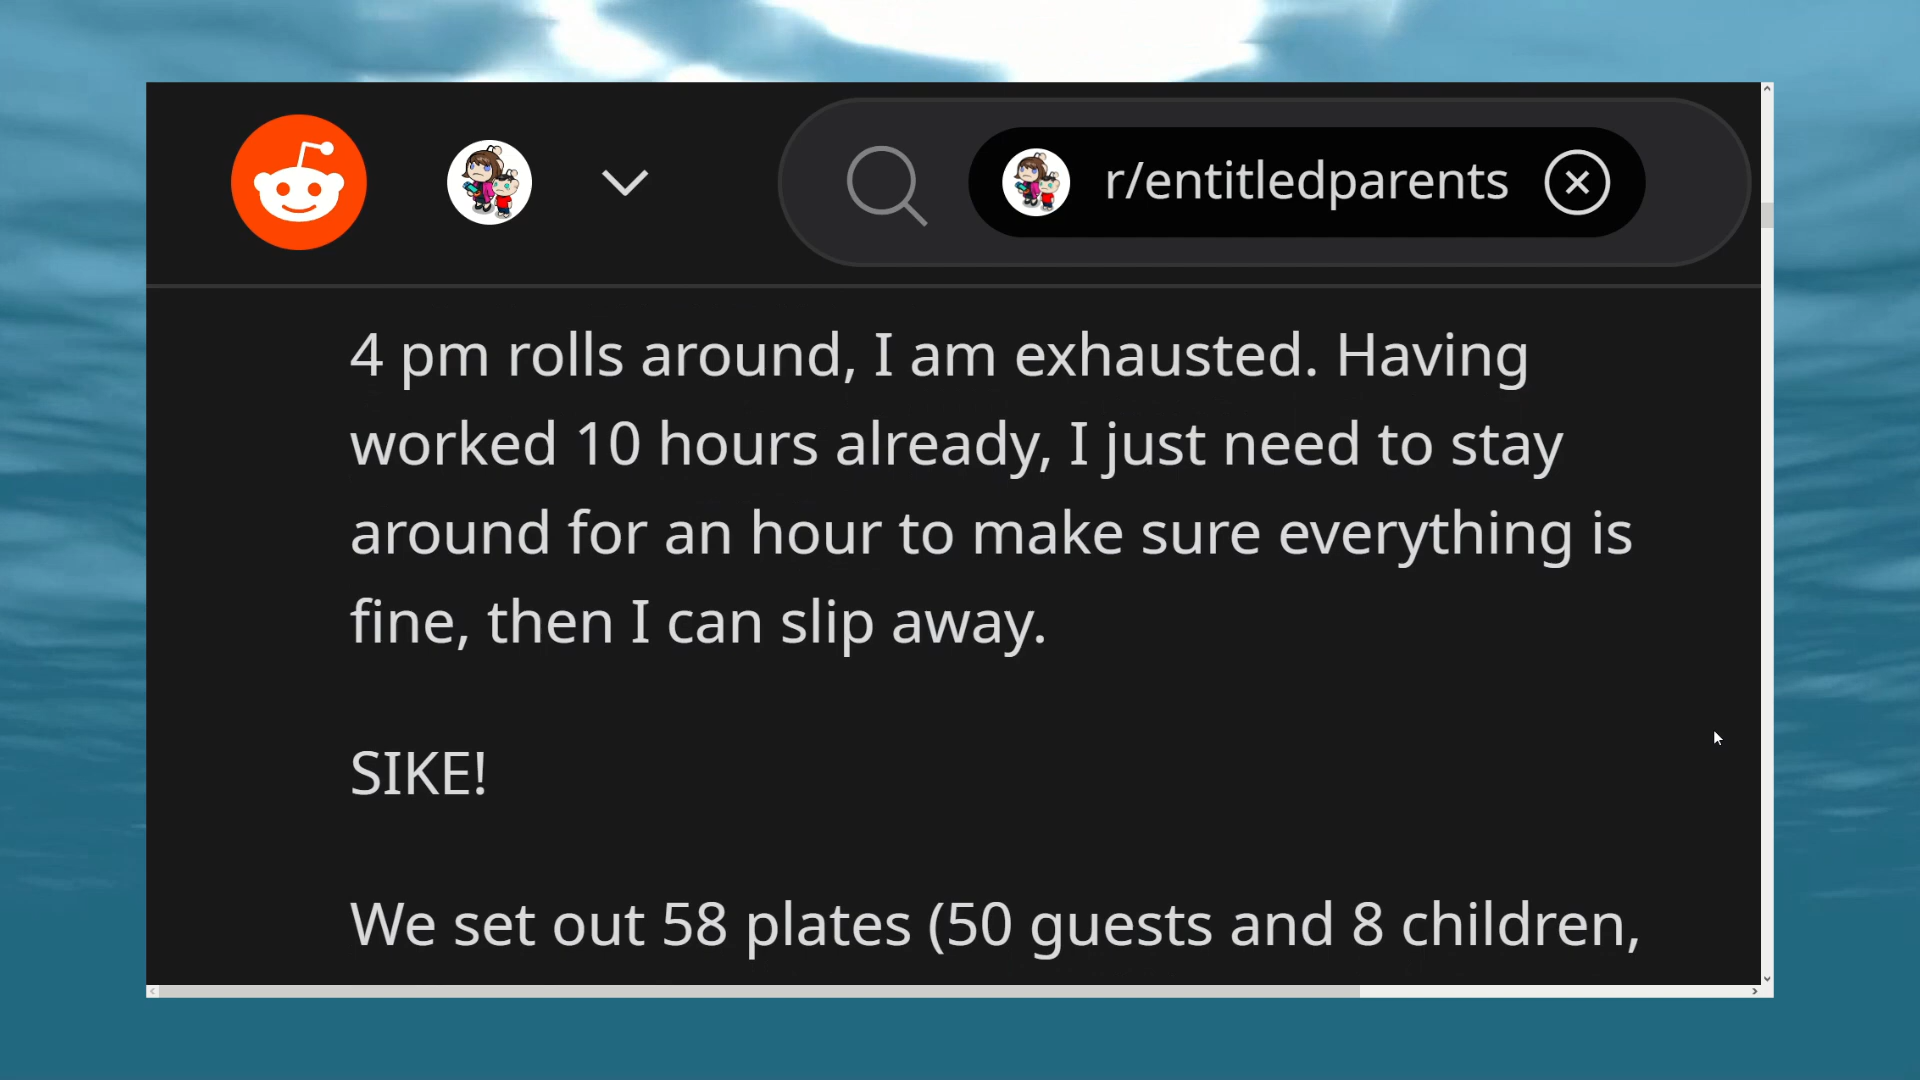 r/entitledparents
4 pm rolls around, I am exhausted. Having
worked 10 hours already, I just need to stay
around for an hour to make sure everything is
fine, then I can slip away.
SIKE!
We set out 58 plates (50 guests and 8 children,